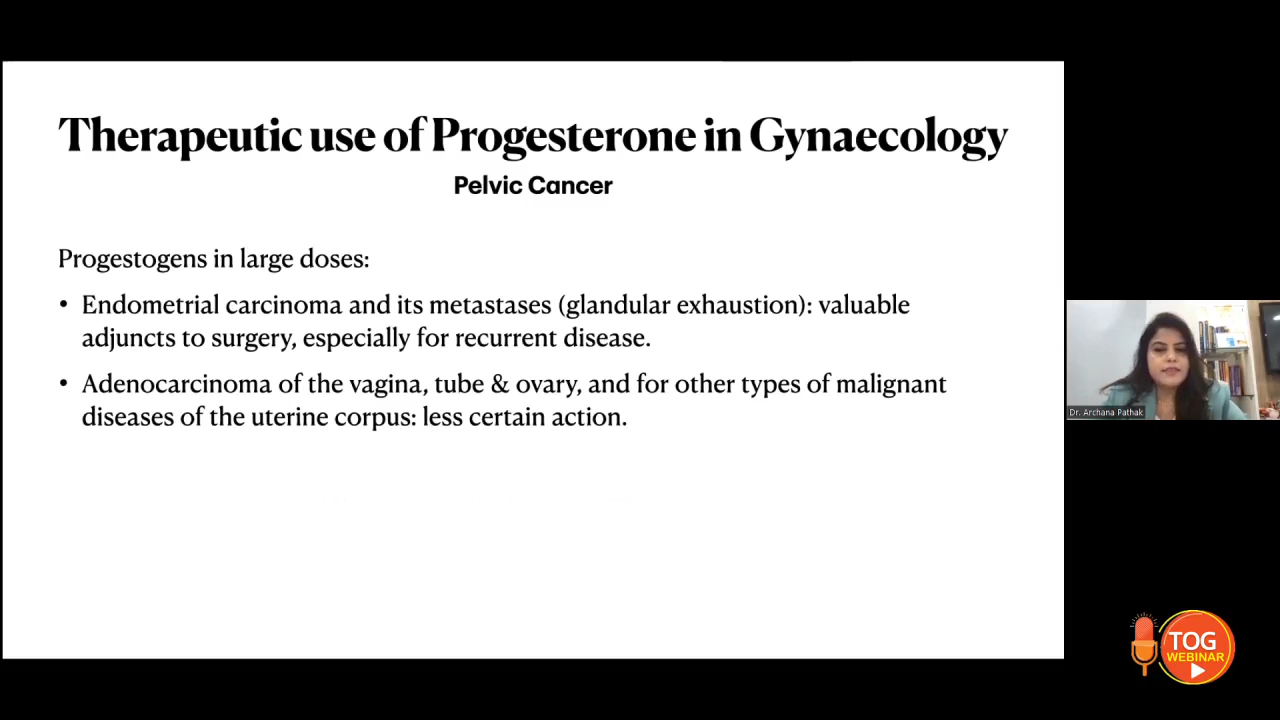 Therapeutic use of Progesterone in Gynaecology
Pelvic Cancer
Progestogens in large doses:
• Endometrial carcinoma and its metastases (glandular exhaustion): valuable
adjuncts to surgery, especially for recurrent disease.
• Adenocarcinoma of the vagina, tube & ovary, and for other types of malignant
diseases of the uterine corpus: less certain action.
Dr. Archana Pathak
TOG
WEBINAR